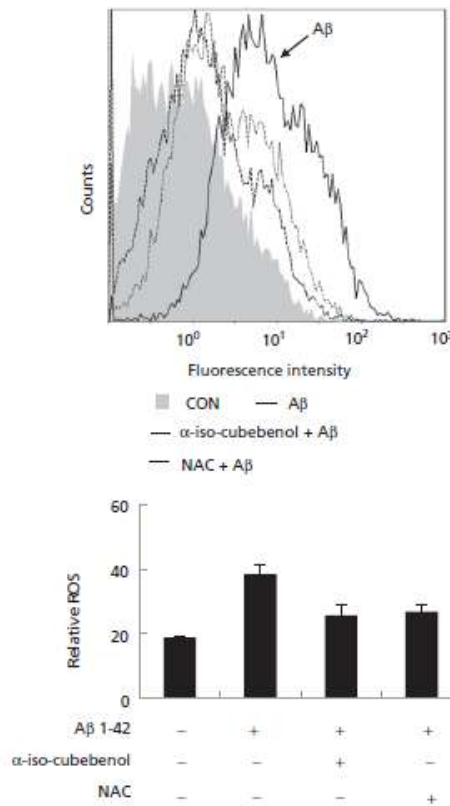 Aβ
Counts
10⁰ 10¹ 10² 10³
Fluorescence intensity
CON Aβ
α-iso-cubebenol + Aβ
NAC + Aβ
60
40
20
0
Relative ROS
Aβ 1-42 – + + +
α-iso-cubebenol – – + –
NAC – – – +